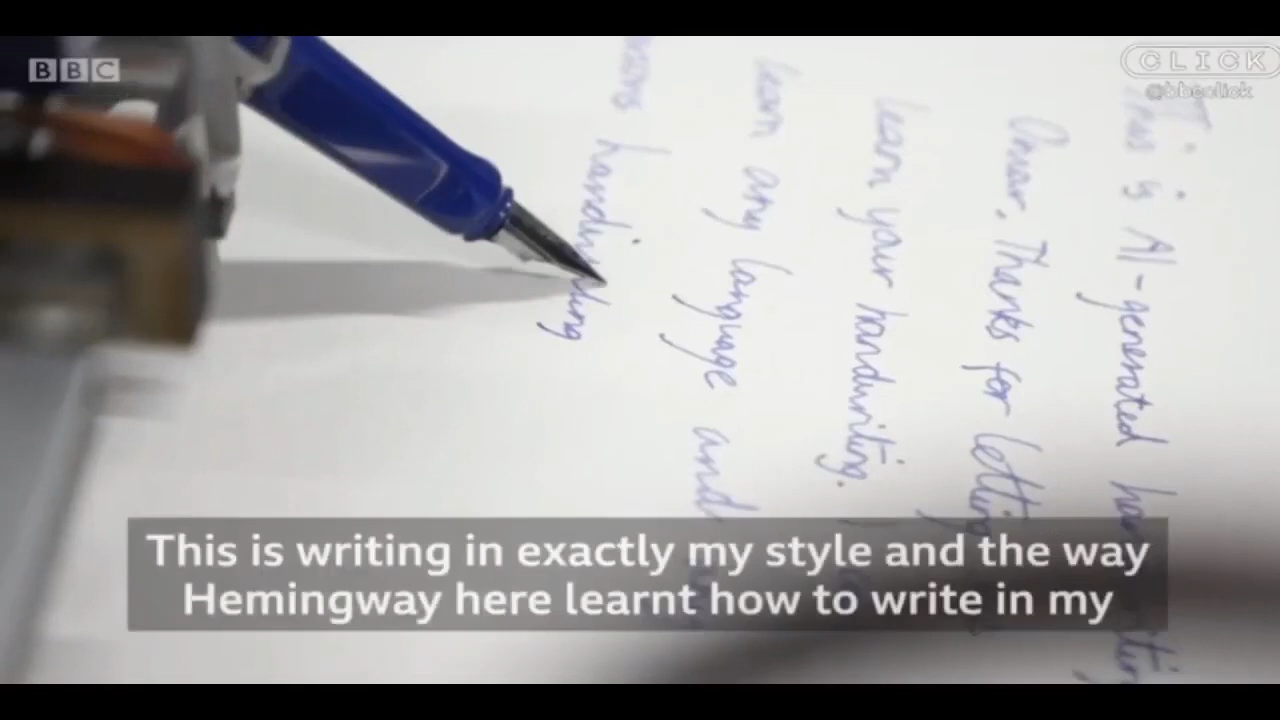 BBC
CLICK
@bbcclick
This is AI-generated
Omar, Thanks for letting
learn your handwriting.
learn any language and
handwriting
This is writing in exactly my style and the way
Hemingway here learnt how to write in my